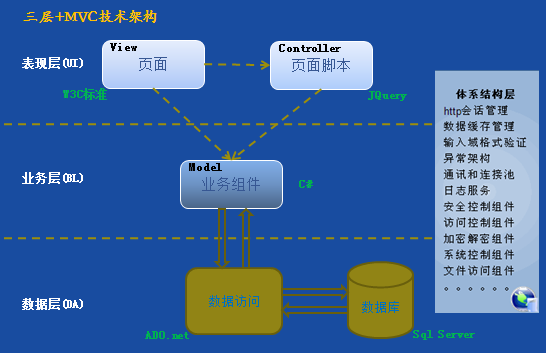 三层+MVC技术架构
View
Controller
表现层(UI)
页面
页面脚本
W3C标准
JQuery
业务层(BL)
Model
业务组件
C#
数据层(DA)
数据访问
数据库
ADO.net
Sql Server
体系结构层
http会话管理
数据缓存管理
输入域格式验证
异常架构
通讯和连接池
日志服务
安全控制组件
访问控制组件
加密解密组件
系统控制组件
文件访问组件
。。。。。。